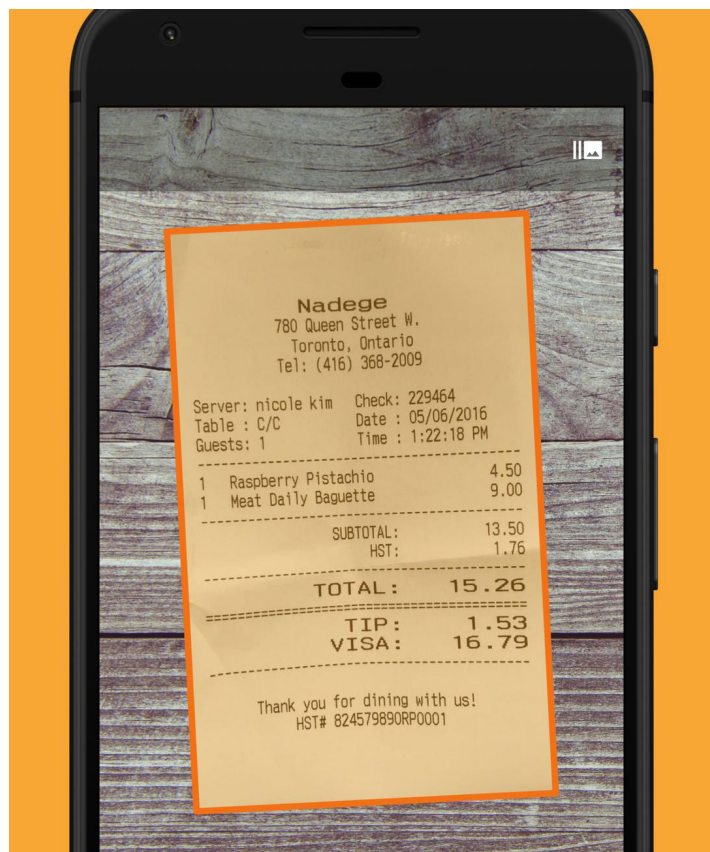 Nadege
780 Queen Street W.
Toronto, Ontario
Tel: (416) 368-2009
Server: nicole kim Check: 229464
Table : C/C Date : 05/06/2016
Guests: 1 Time : 1:22:18 PM
1 Raspberry Pistachio 4.50
1 Meat Daily Baguette 9.00
SUBTOTAL: 13.50
HST: 1.76
TOTAL: 15.26
TIP: 1.53
VISA: 16.79
Thank you for dining with us!
HST# 824579890RP0001